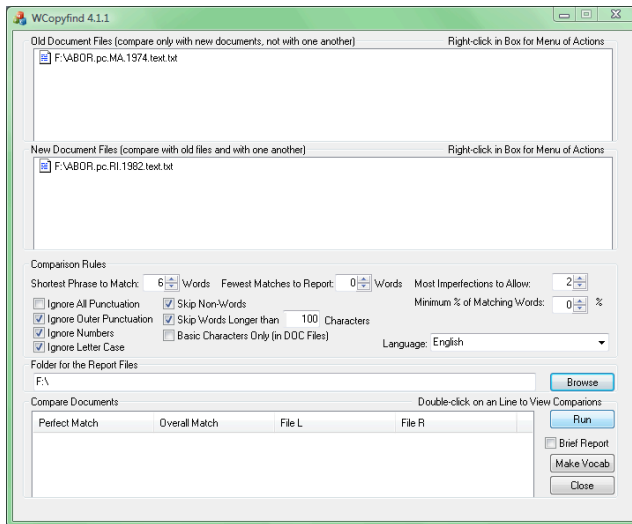 WCopyfind 4.1.1
Old Document Files (compare only with new documents, not with one another) Right-click in Box for Menu of Actions
F:\ABOR.pc.MA.1974.text.txt
New Document Files (compare with old files and with one another) Right-click in Box for Menu of Actions
F:\ABOR.pc.RI.1982.text.txt
Comparison Rules
Shortest Phrase to Match: 6 Words Fewest Matches to Report: 0 Words Most Imperfections to Allow: 2
Ignore All Punctuation Skip Non-Words Minimum % of Matching Words: 0 %
Ignore Outer Punctuation Skip Words Longer than 100 Characters
Ignore Numbers Basic Characters Only (in DOC Files)
Ignore Letter Case Language: English
Folder for the Report Files
F:\ Browse
Compare Documents Double-click on an Line to View Comparions
Perfect Match Overall Match File L File R Run
Brief Report
Make Vocab
Close